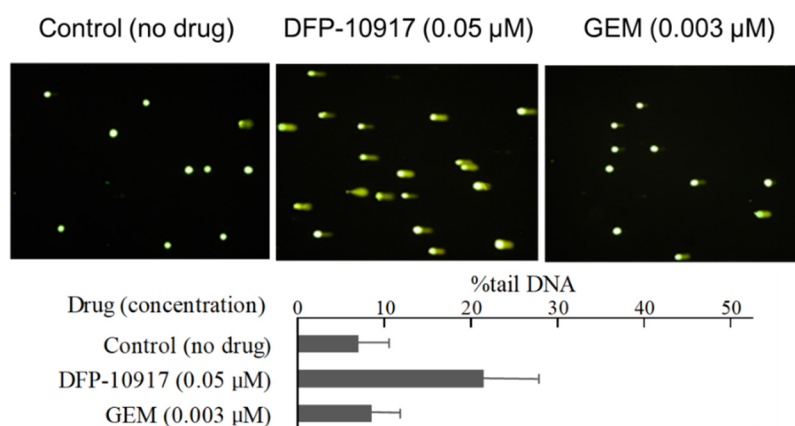 Control (no drug) DFP-10917 (0.05 μM) GEM (0.003 μM)
%tail DNA
Drug (concentration) 0 10 20 30 40 50
Control (no drug)
DFP-10917 (0.05 μM)
GEM (0.003 μM)